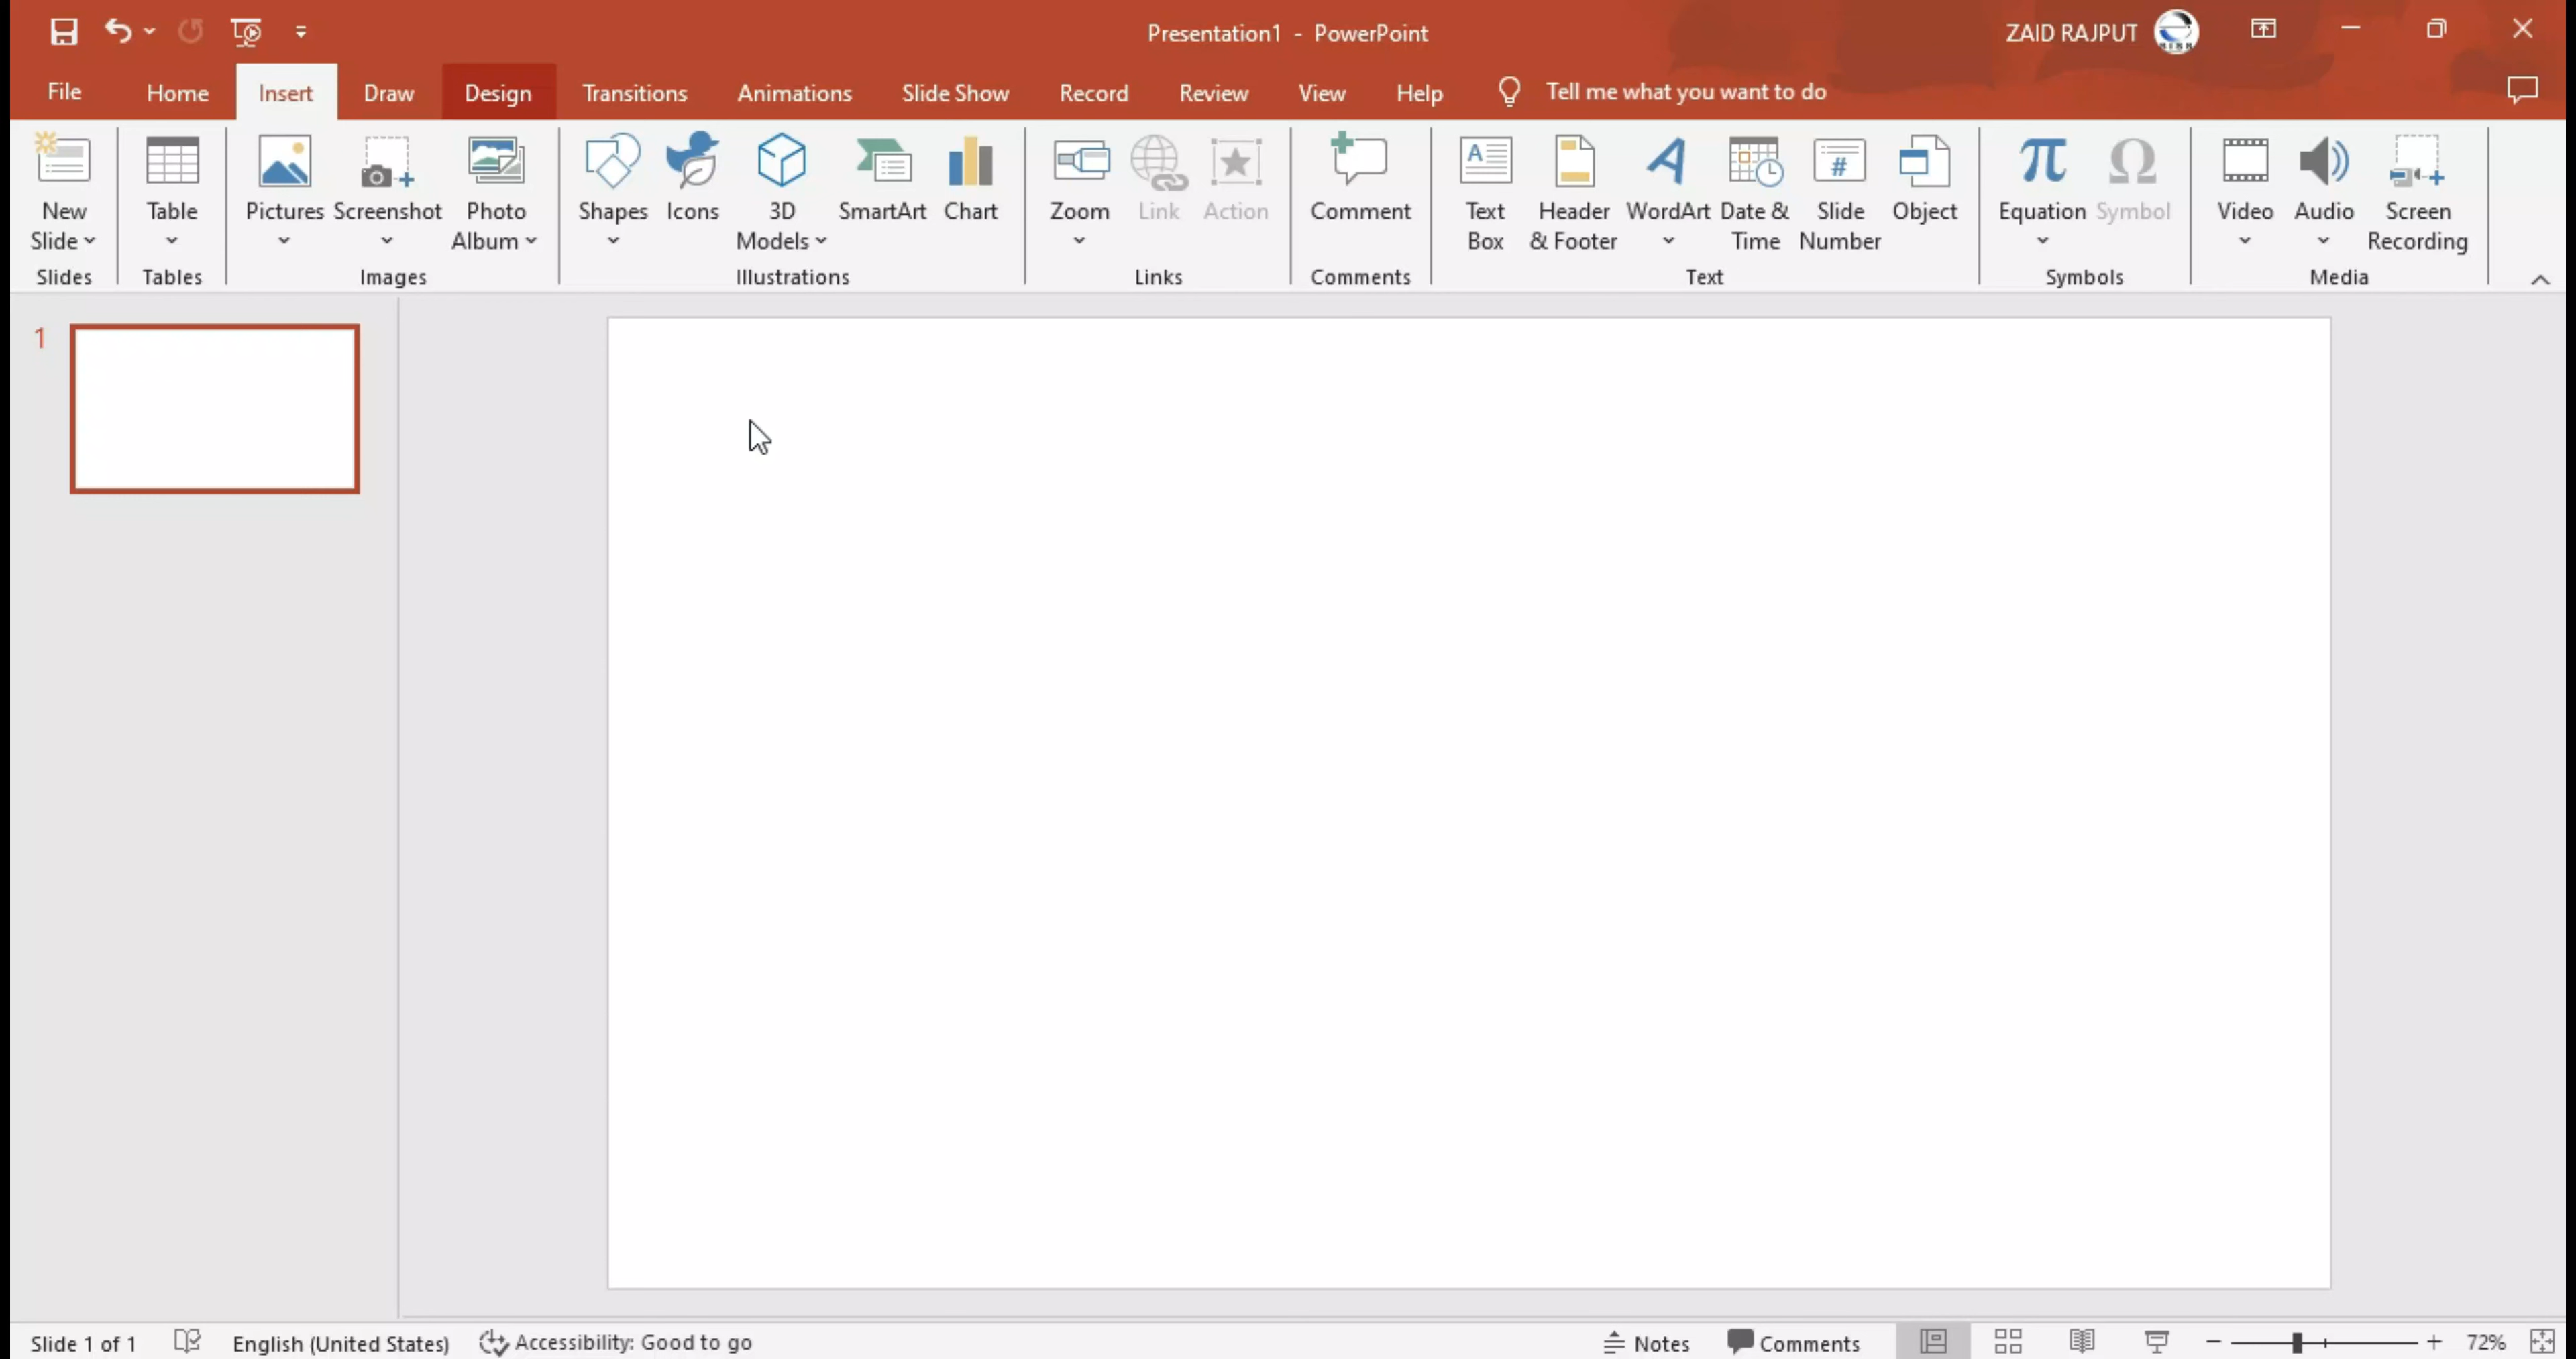 Presentation1 - PowerPoint
ZAID RAJPUT
File Home Insert Draw Design Transitions Animations Slide Show Record Review View Help Tell me what you want to do
New Slide
Table
Pictures
Screenshot
Photo Album
Shapes
Icons
3D Models
SmartArt
Chart
Zoom
Link
Action
Comment
Text Box
Header & Footer
WordArt
Date & Time
Slide Number
Object
Equation
Symbol
Video
Audio
Screen Recording
Slides Tables Images Illustrations Links Comments Text Symbols Media
1
Slide 1 of 1 English (United States) Accessibility: Good to go Notes Comments 72%